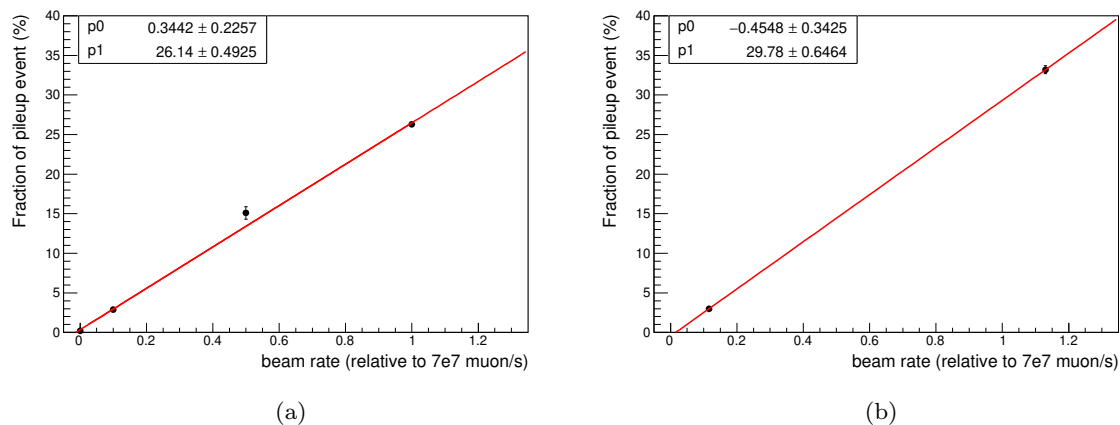 Fraction of pileup event (%)
p0 0.3442 ± 0.2257
p1 26.14 ± 0.4925
40
35
30
25
20
15
10
5
0
0 0.2 0.4 0.6 0.8 1 1.2
beam rate (relative to 7e7 muon/s)
(a)
Fraction of pileup event (%)
p0 −0.4548 ± 0.3425
p1 29.78 ± 0.6464
40
35
30
25
20
15
10
5
0
0 0.2 0.4 0.6 0.8 1 1.2
beam rate (relative to 7e7 muon/s)
(b)